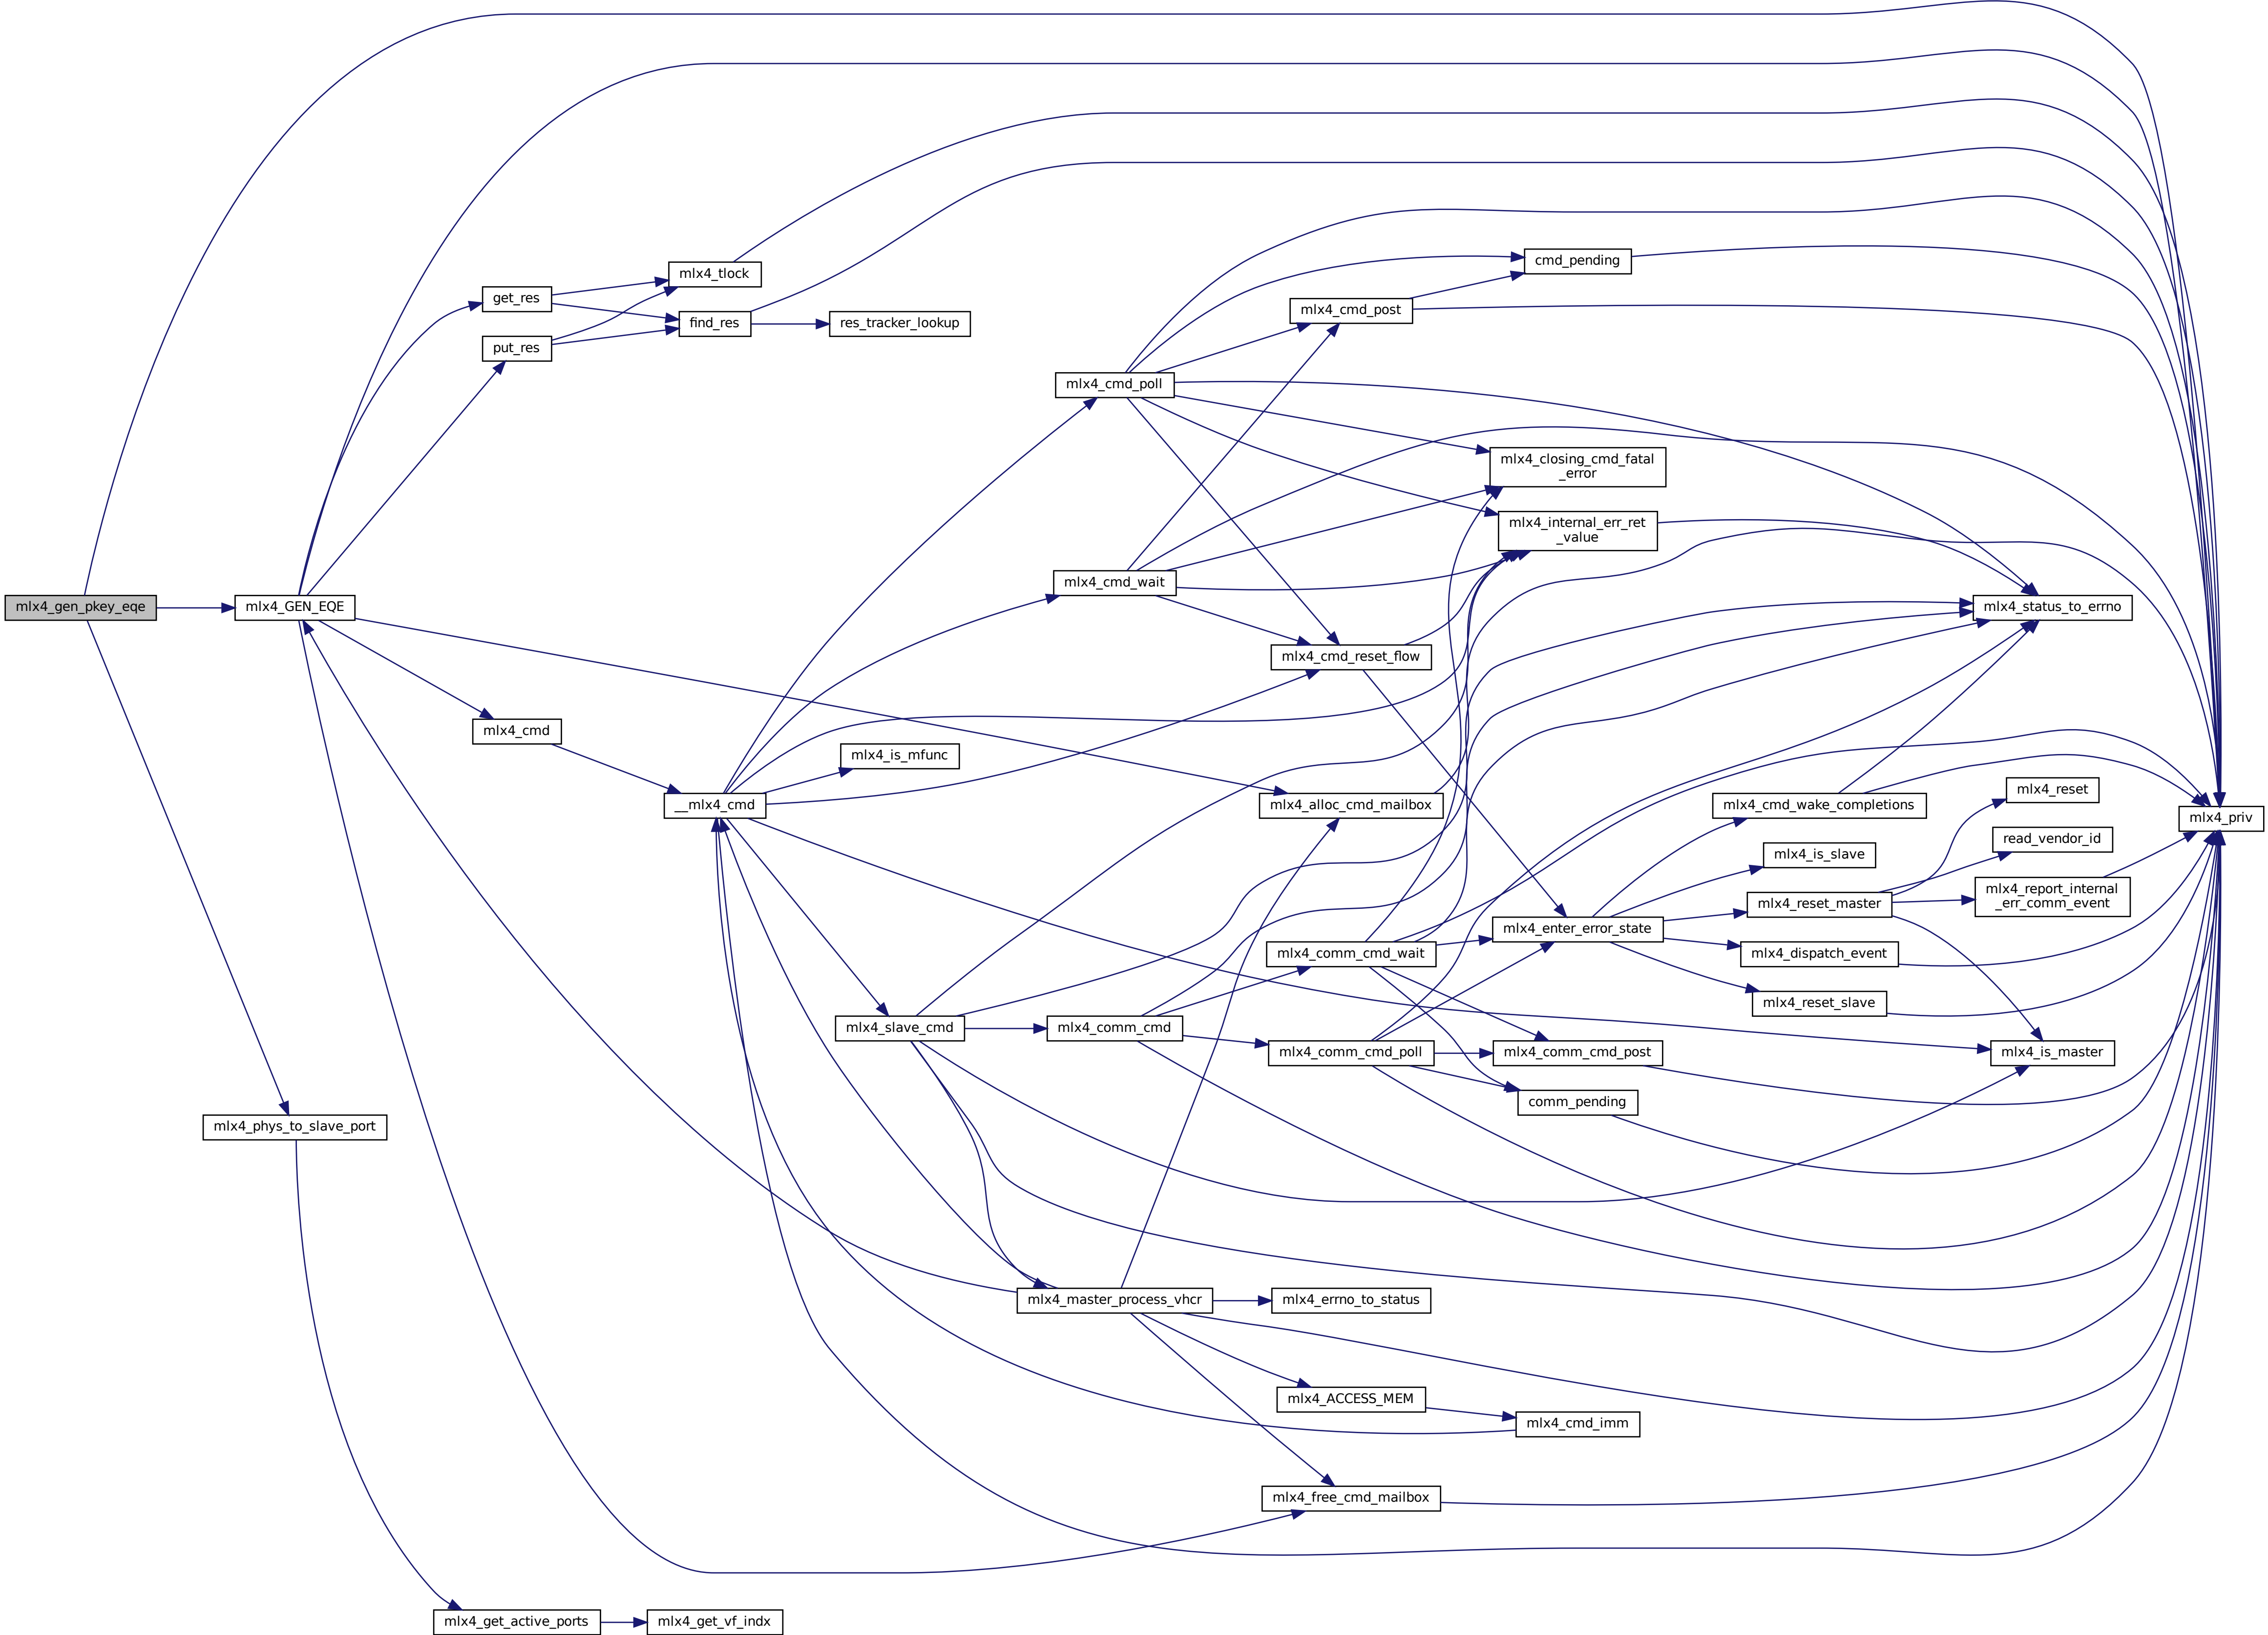 mlx4_gen_pkey_eqe
mlx4_GEN_EQE
mlx4_phys_to_slave_port
get_res
put_res
mlx4_cmd
mlx4_get_active_ports
mlx4_tlock
find_res
__mlx4_cmd
mlx4_get_vf_indx
res_tracker_lookup
mlx4_is_mfunc
mlx4_slave_cmd
mlx4_cmd_poll
mlx4_cmd_wait
mlx4_comm_cmd
mlx4_master_process_vhcr
mlx4_cmd_post
mlx4_cmd_reset_flow
mlx4_alloc_cmd_mailbox
mlx4_comm_cmd_wait
mlx4_comm_cmd_poll
mlx4_errno_to_status
mlx4_ACCESS_MEM
mlx4_free_cmd_mailbox
cmd_pending
mlx4_closing_cmd_fatal
_error
mlx4_internal_err_ret
_value
mlx4_enter_error_state
mlx4_comm_cmd_post
comm_pending
mlx4_cmd_imm
mlx4_cmd_wake_completions
mlx4_is_slave
mlx4_reset_master
mlx4_dispatch_event
mlx4_reset_slave
mlx4_status_to_errno
mlx4_reset
read_vendor_id
mlx4_report_internal
_err_comm_event
mlx4_is_master
mlx4_priv